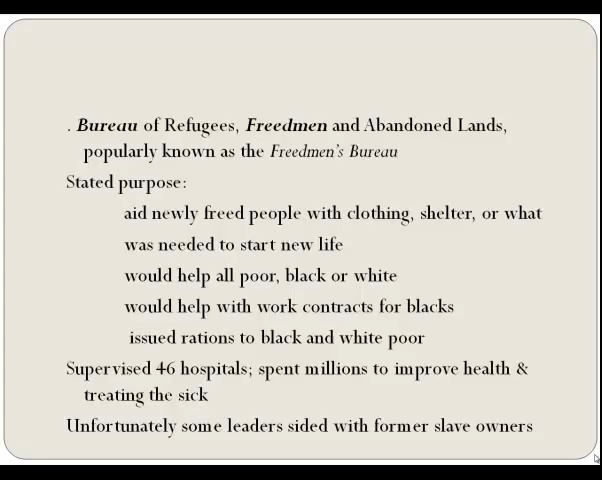 . Bureau of Refugees, Freedmen and Abandoned Lands,
popularly known as the Freedmen's Bureau
Stated purpose:
aid newly freed people with clothing, shelter, or what
was needed to start new life
would help all poor, black or white
would help with work contracts for blacks
issued rations to black and white poor
Supervised 46 hospitals; spent millions to improve health &
treating the sick
Unfortunately some leaders sided with former slave owners